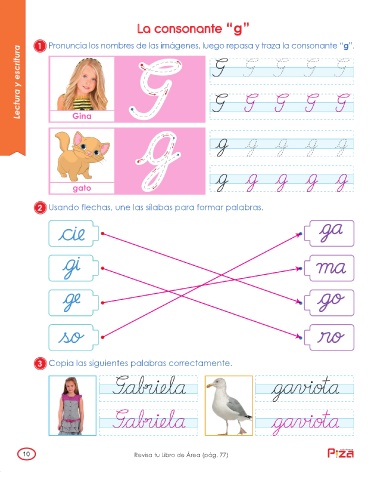 La consonante “g”
Lectura y escritura
1 Pronuncia los nombres de las imágenes, luego repasa y traza la consonante “g”.
G
G G G G G G
Gina
G G G G G
g
g g g g g g
gato
g g g g g
2 Usando flechas, une las sílabas para formar palabras.
cie ga
gi ma
ge go
so ro
3 Copia las siguientes palabras correctamente.
Gabriela gaviota
Gabriela gaviota
10 Revisa tu Libro de Área (pág. 77) Piza